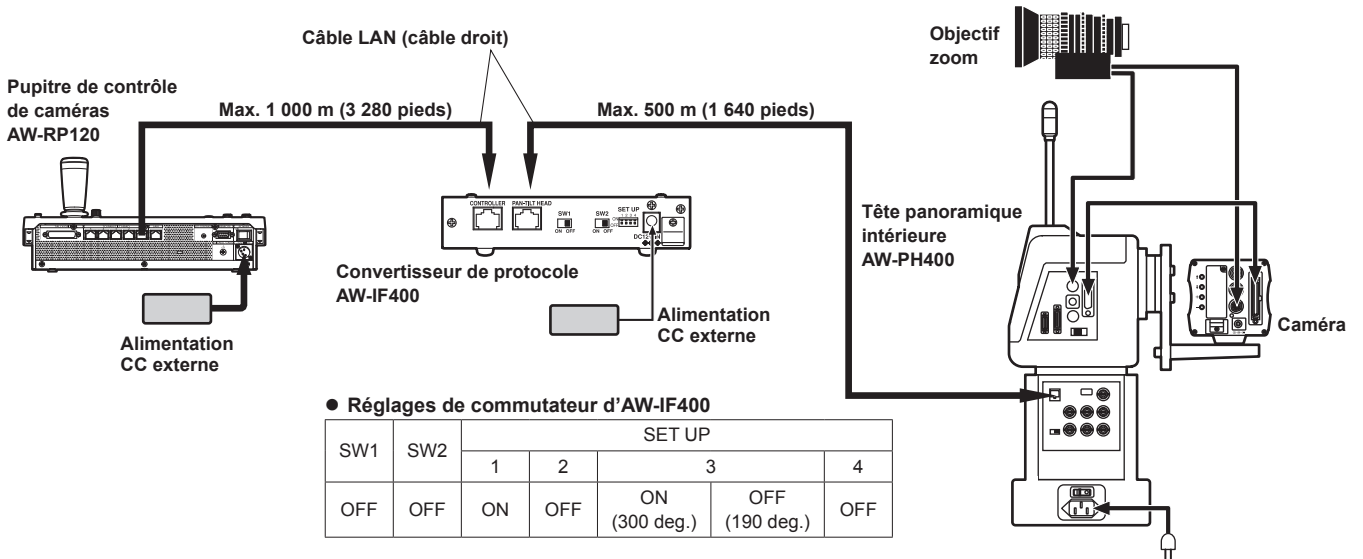 Câble LAN (câble droit)
Objectif
zoom
Pupitre de contrôle
de caméras
AW-RP120
Max. 1 000 m (3 280 pieds)
Max. 500 m (1 640 pieds)
CONTROLLER PAN-TILT HEAD
SW1
ON OFF
SW2
ON OFF
SET UP
1 2 3 4
Tête panoramique
intérieure
AW-PH400
Convertisseur de protocole
AW-IF400
Alimentation
CC externe
Alimentation
CC externe
Caméra
● Réglages de commutateur d'AW-IF400
SW1 SW2 SET UP
1 2 3 4
OFF OFF ON OFF ON (300 deg.) OFF (190 deg.) OFF